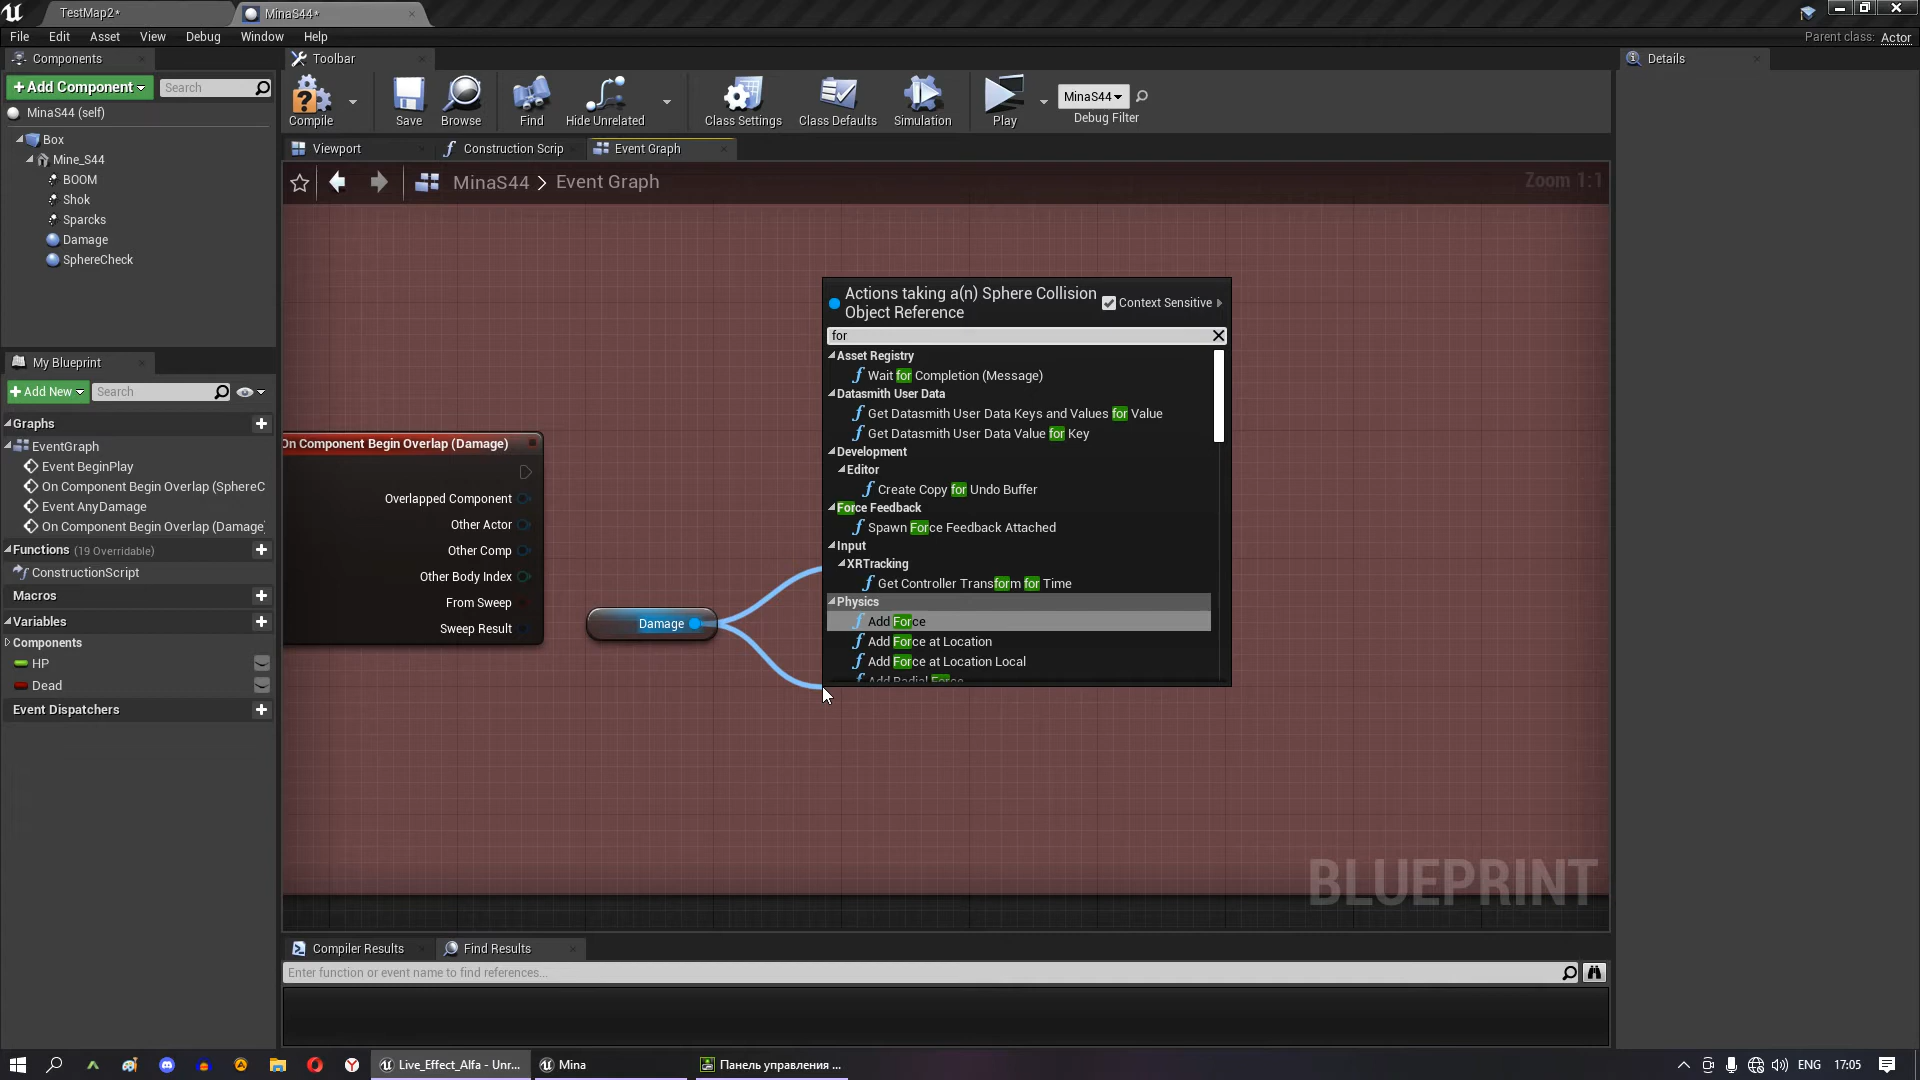 TestMap2*
MinaS44*
File Edit Asset View Debug Window Help
Parent class: Actor
Components
Toolbar
Details
+Add Component
Search
MinaS44 (self)
Box
Mine_S44
BOOM
Shok
Sparcks
Damage
SphereCheck
Compile
Save
Browse
Find
Hide Unrelated
Class Settings
Class Defaults
Simulation
Play
MinaS44
Debug Filter
Viewport
Construction Scrip
Event Graph
MinaS44 > Event Graph
Zoom 1:1
My Blueprint
+Add New
Search
Graphs
EventGraph
Event BeginPlay
On Component Begin Overlap (SphereC
Event AnyDamage
On Component Begin Overlap (Damage)
Functions (19 Overridable)
ConstructionScript
Macros
Variables
Components
HP
Dead
Event Dispatchers
On Component Begin Overlap (Damage)
Overlapped Component
Other Actor
Other Comp
Other Body Index
From Sweep
Sweep Result
Damage
Actions taking a(n) Sphere Collision
Object Reference
Context Sensitive
for
Asset Registry
Wait for Completion (Message)
Datasmith User Data
Get Datasmith User Data Keys and Values for Value
Get Datasmith User Data Value for Key
Development
Editor
Create Copy for Undo Buffer
Force Feedback
Spawn Force Feedback Attached
Input
XRTracking
Get Controller Transform for Time
Physics
Add Force
Add Force at Location
Add Force at Location Local
Add Radial Force
BLUEPRINT
Compiler Results
Find Results
Enter function or event name to find references...
Live_Effect_Alfa - Unr...
Mina
Панель управления ...
ENG
17:05